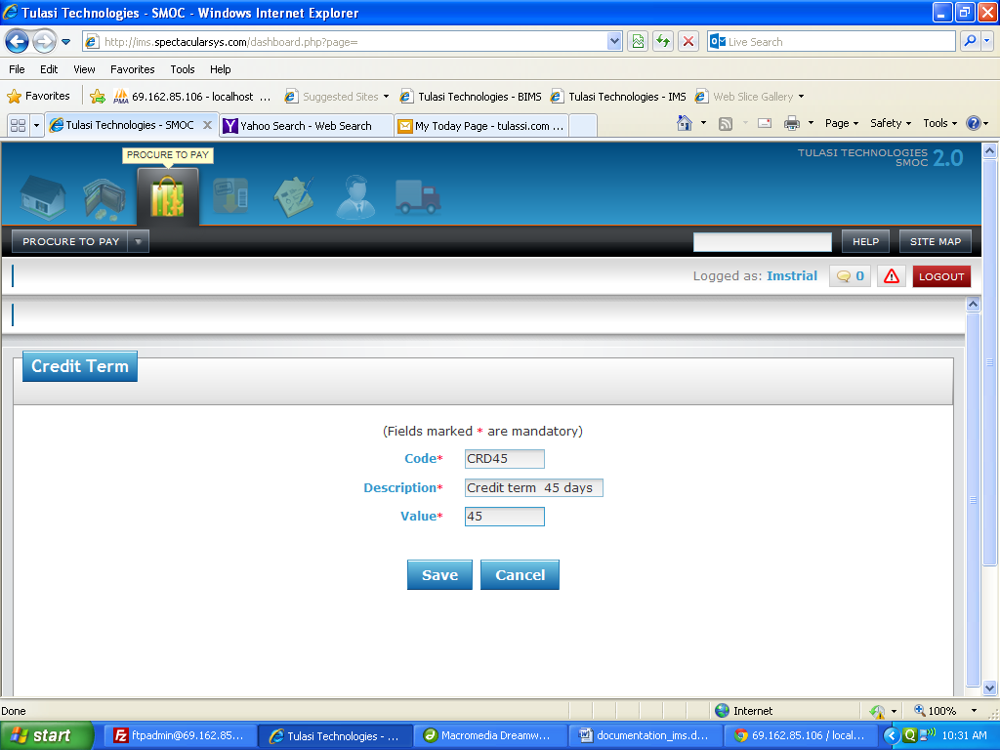 Tulasi Technologies - SMOC - Windows Internet Explorer
http://ims.spectacularsys.com/dashboard.php?page=
Live Search
File Edit View Favorites Tools Help
Favorites PMA 69.162.85.106 - localhost ... Suggested Sites Tulasi Technologies - BIMS Tulasi Technologies - IMS Web Slice Gallery
Tulasi Technologies - SMOC Yahoo Search - Web Search My Today Page - tulassi.com ... Page Safety Tools
PROCURE TO PAY
TULASI TECHNOLOGIES
SMOC 2.0
PROCURE TO PAY HELP SITE MAP
Logged as: Imstrial 0 LOGOUT
Credit Term
(Fields marked * are mandatory)
Code* CRD45
Description* Credit term 45 days
Value* 45
Save Cancel
Done Internet 100%
start ftpadmin@69.162.85.... Tulasi Technologies - ... Macromedia Dreamw... documentation_ims.d... 69.162.85.106 / local... 10:31 AM